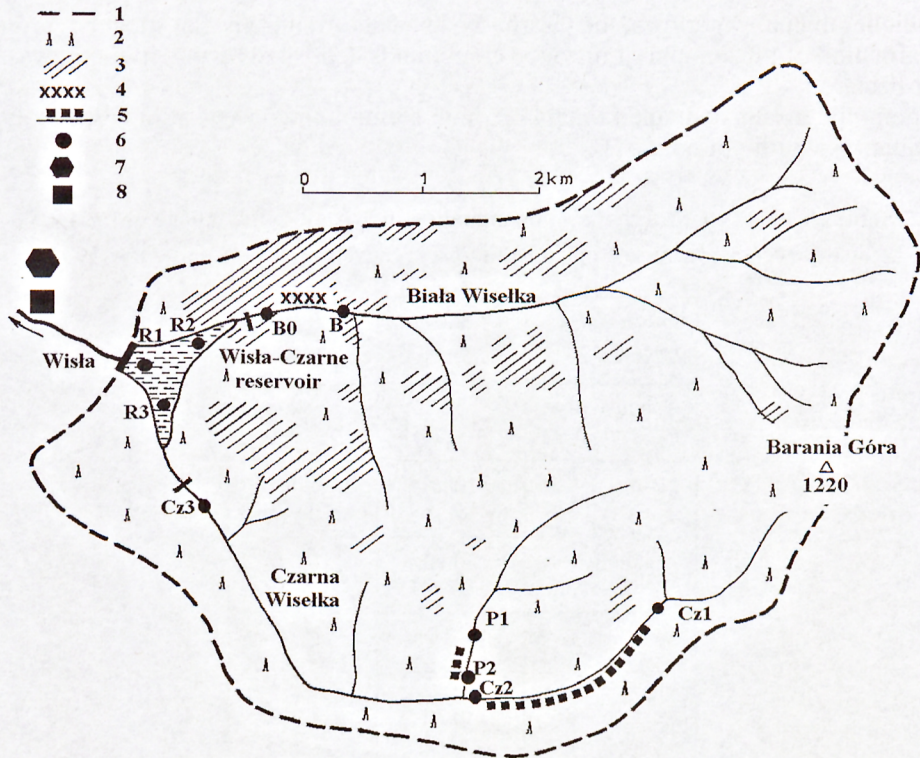 1
2
3
xxxx 4
5
6
7
8
0 1 2 km
xxxx
Biała Wisełka
R2
B0
B
R1
Wisła
Wisła-Czarne
reservoir
R3
Barania Góra
1220
Cz3
Czarna
Wisełka
Cz1
P1
P2
Cz2